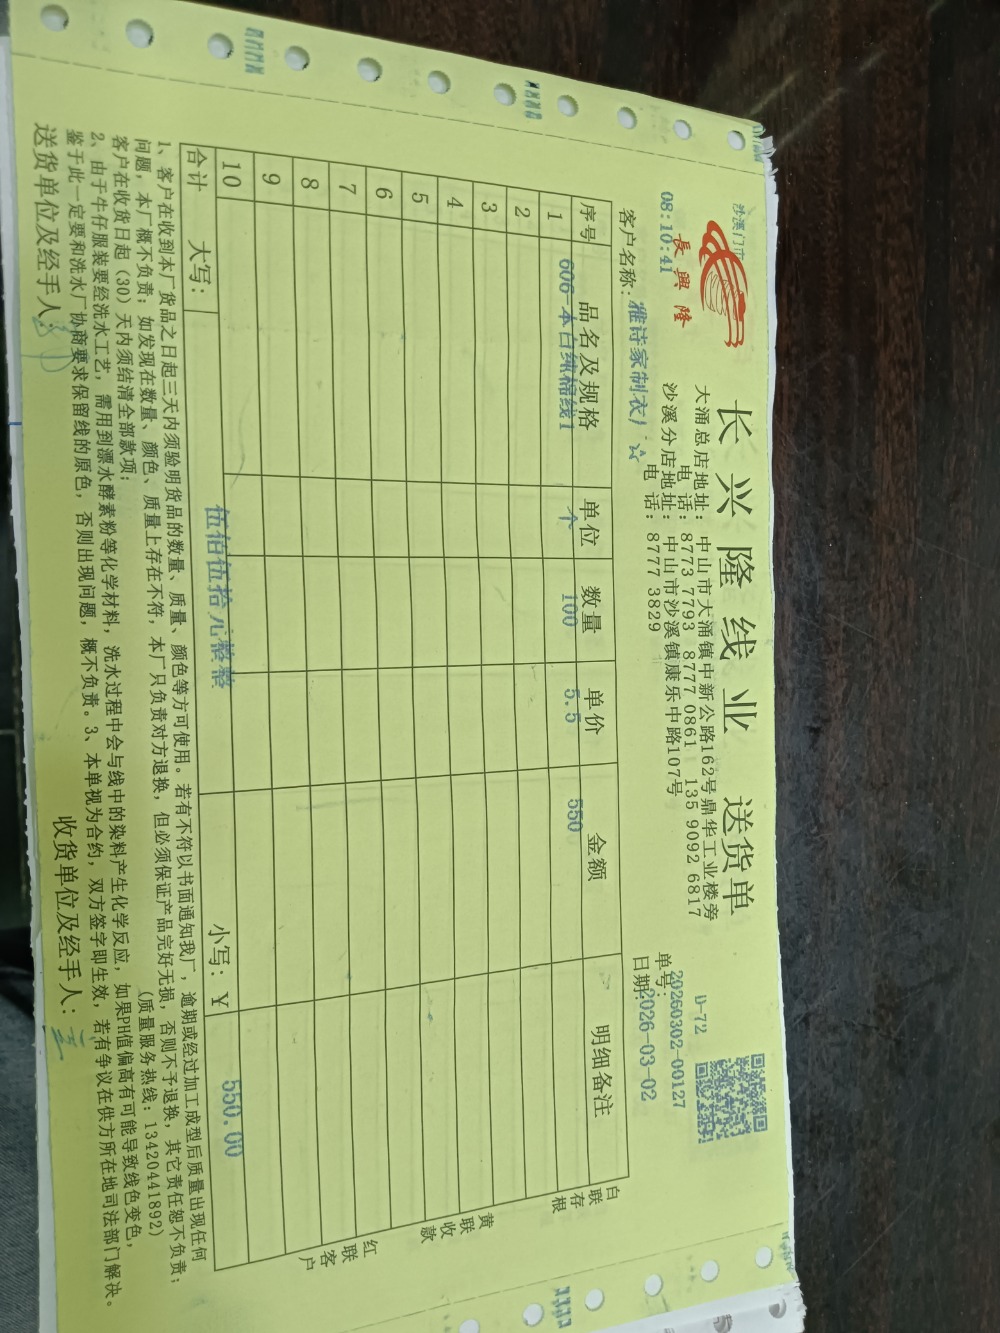 沙溪门市
長興隆
08:10:41
长兴隆线业 送货单
大涌总店地址：中山市大涌镇中新公路162号鼎华工业楼旁
电 话：8773 7793 8777 0861 135 9092 6817
沙溪分店地址：中山市沙溪镇康乐中路107号
电 话：8777 3829
D-72
单号：20260302-00127
日期：2026-03-02
客户名称：雅诗家制衣厂☆
序号 品名及规格 单位 数量 单价 金额 明细备注
1 606-本白纯棉线1 个 100 5.5 550
2
3
4
5
6
7
8
9
10
合计 大写： 伍佰伍拾元整整 小写：￥ 550.00
白联存根
黄联收款
红联客户
1、客户在收到本厂货品之日起三天内须验明货品的数量、质量、颜色等方可使用。若有不符以书面通知我厂，逾期或经过加工成型后质量出现任何
问题，本厂概不负责；如发现在数量、颜色、质量上存在不符，本厂只负责对方退换，但必须保证产品完好无损，否则不予退换，其它责任恕不负责；
客户在收货日起（30）天内须结清全部款项； （质量服务热线：13420441892）
2、由于牛仔服装要经洗水工艺，需用到漂水酵素粉等化学材料，洗水过程中会与线中的染料产生化学反应，如果PH值偏高有可能导致线色变色，
鉴于此一定要和洗水厂协商要求保留线的原色，否则出现问题，概不负责。3、本单视为合约，双方签字即生效，若有争议在供方所在地司法部门解决。
送货单位及经手人： 收货单位及经手人：